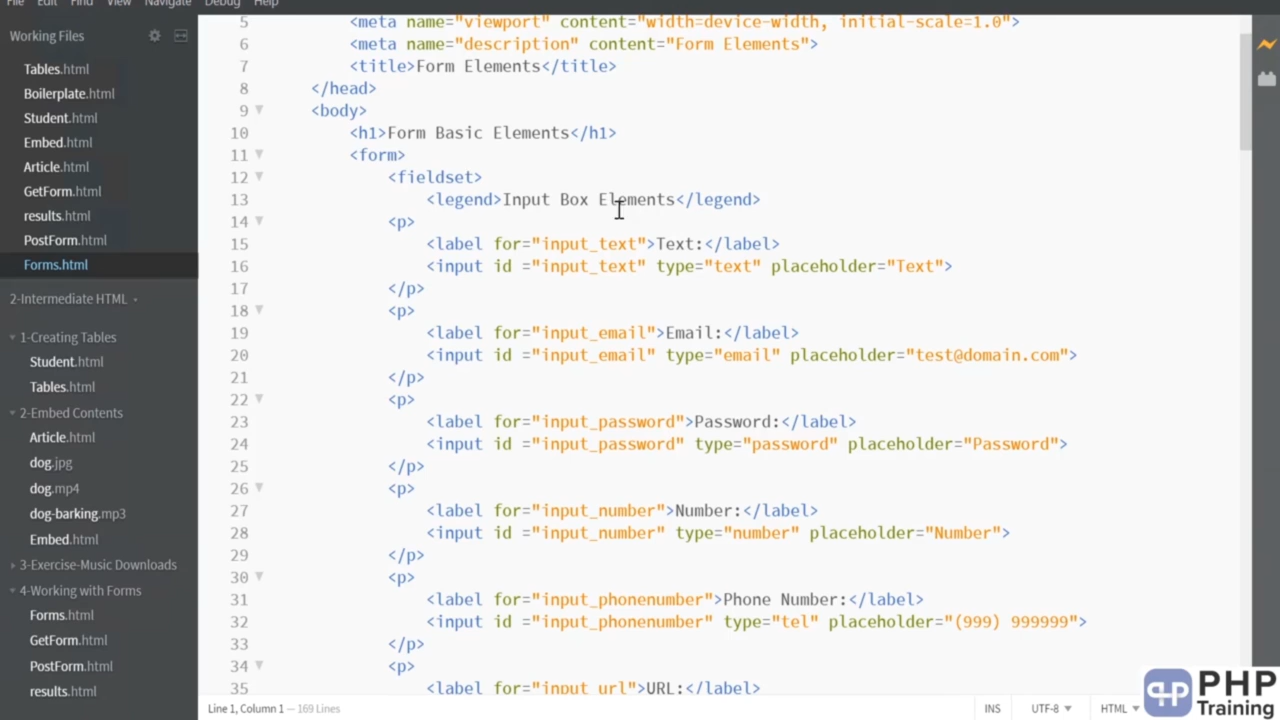 File Edit Find View Navigate Debug Help
Working Files
Tables.html
Boilerplate.html
Student.html
Embed.html
Article.html
GetForm.html
results.html
PostForm.html
Forms.html
2-Intermediate HTML
1-Creating Tables
Student.html
Tables.html
2-Embed Contents
Article.html
dog.jpg
dog.mp4
dog-barking.mp3
Embed.html
3-Exercise-Music Downloads
4-Working with Forms
Forms.html
GetForm.html
PostForm.html
results.html
5 <meta name="viewport" content="width=device-width, initial-scale=1.0">
6 <meta name="description" content="Form Elements">
7 <title>Form Elements</title>
8 </head>
9 <body>
10 <h1>Form Basic Elements</h1>
11 <form>
12 <fieldset>
13 <legend>Input Box Elements</legend>
14 <p>
15 <label for="input_text">Text:</label>
16 <input id ="input_text" type="text" placeholder="Text">
17 </p>
18 <p>
19 <label for="input_email">Email:</label>
20 <input id ="input_email" type="email" placeholder="test@domain.com">
21 </p>
22 <p>
23 <label for="input_password">Password:</label>
24 <input id ="input_password" type="password" placeholder="Password">
25 </p>
26 <p>
27 <label for="input_number">Number:</label>
28 <input id ="input_number" type="number" placeholder="Number">
29 </p>
30 <p>
31 <label for="input_phonenumber">Phone Number:</label>
32 <input id ="input_phonenumber" type="tel" placeholder="(999) 999999">
33 </p>
34 <p>
35 <label for="input_url">URL:</label>
Line 1, Column 1 — 169 Lines
INS UTF-8 HTML
PHP
Training